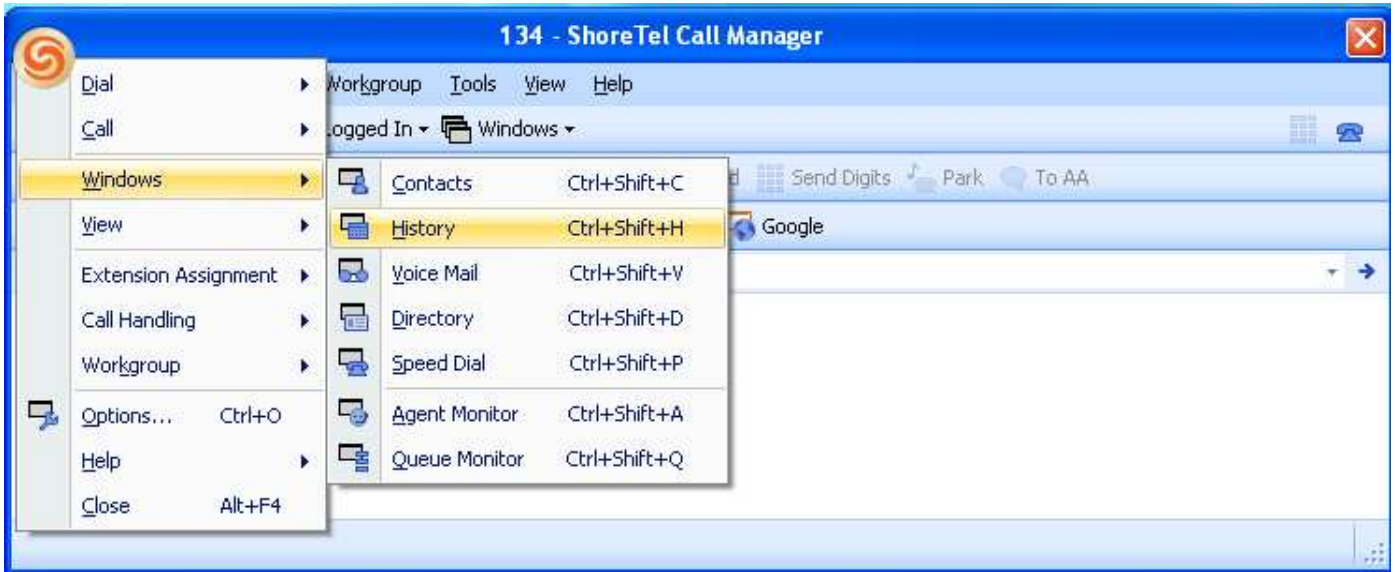 134 - ShoreTel Call Manager
Workgroup Tools View Help
Logged In Windows
Send Digits Park To AA
Google
Dial
Call
Windows
View
Extension Assignment
Call Handling
Workgroup
Options... Ctrl+O
Help
Close Alt+F4
Contacts Ctrl+Shift+C
History Ctrl+Shift+H
Voice Mail Ctrl+Shift+V
Directory Ctrl+Shift+D
Speed Dial Ctrl+Shift+P
Agent Monitor Ctrl+Shift+A
Queue Monitor Ctrl+Shift+Q